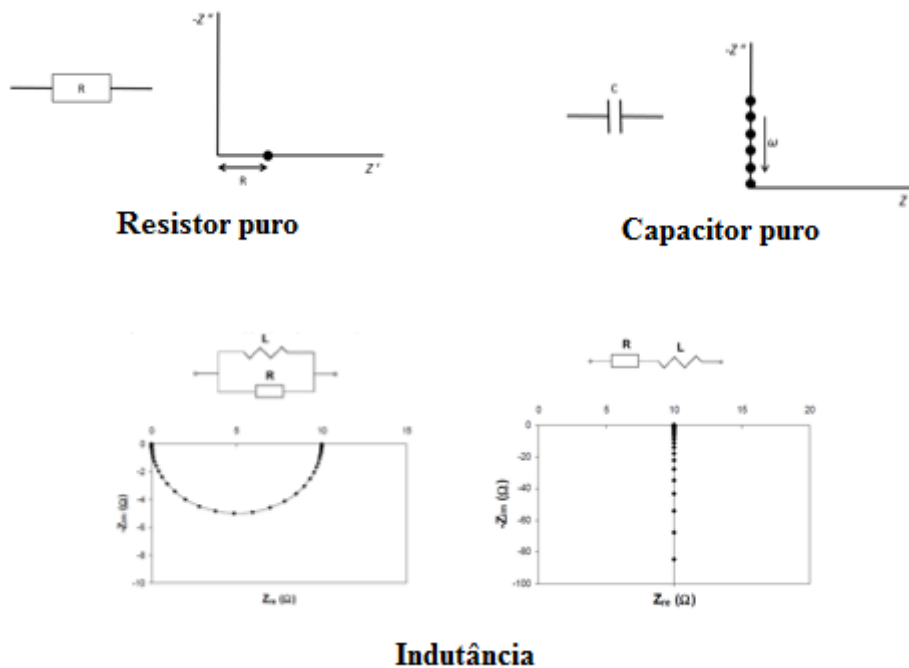 -Z"
R
R
Z'
Resistor puro
-Z"
C
ω
Z
Capacitor puro
L
R
0 5 10 15
0
-2
-4
-6
-8
-10
-Zim (Ω)
Zre (Ω)
R L
0 5 10 15 20
0
-20
-40
-60
-80
-100
-Zim (Ω)
Zre (Ω)
Indutância